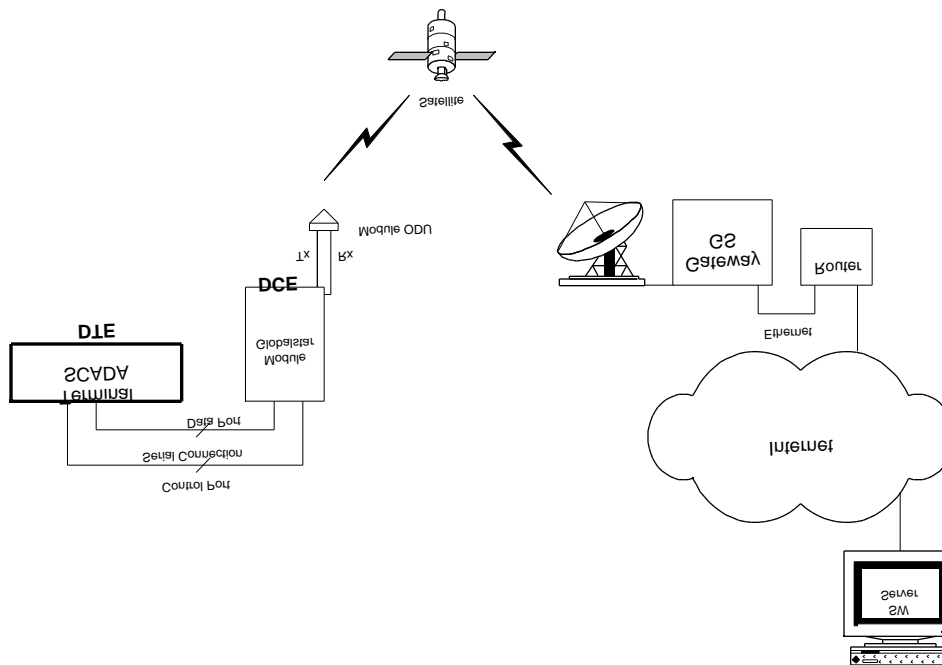 Satellite
Module ODU
Tx
Rx
DCE
Globalstar
Module
DTE
SCADA
Terminal
Data Port
Serial Connection
Control Port
GS
Gateway
Router
Ethernet
Internet
Server
SW